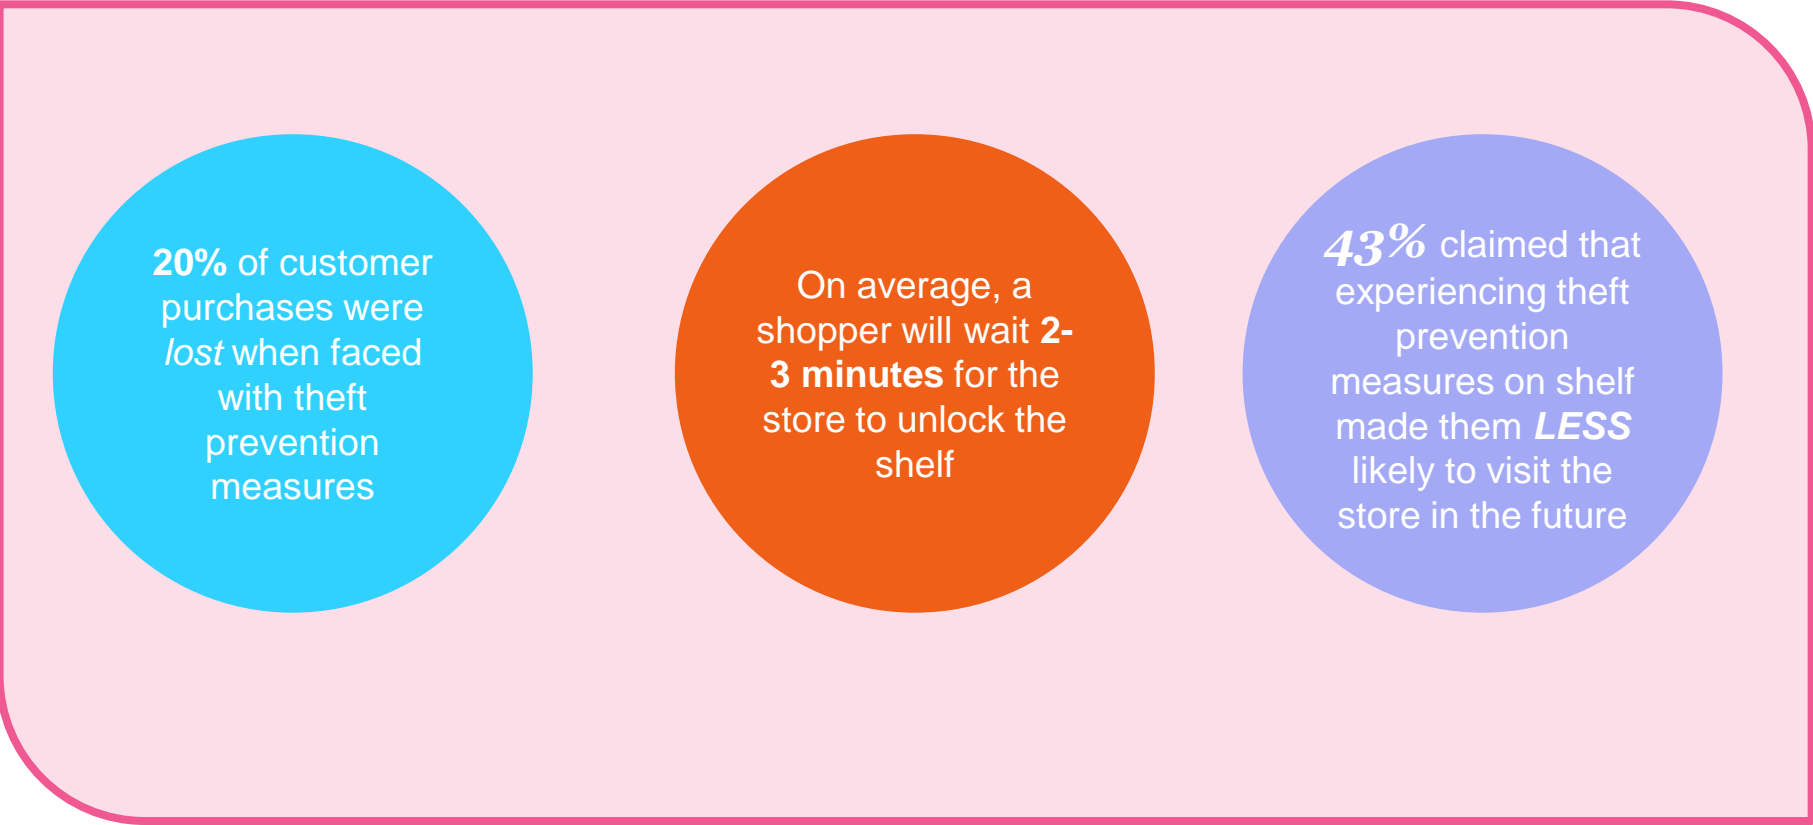 20% of customer
purchases were
lost when faced
with theft
prevention
measures
On average, a
shopper will wait 2-
3 minutes for the
store to unlock the
shelf
43% claimed that
experiencing theft
prevention
measures on shelf
made them LESS
likely to visit the
store in the future